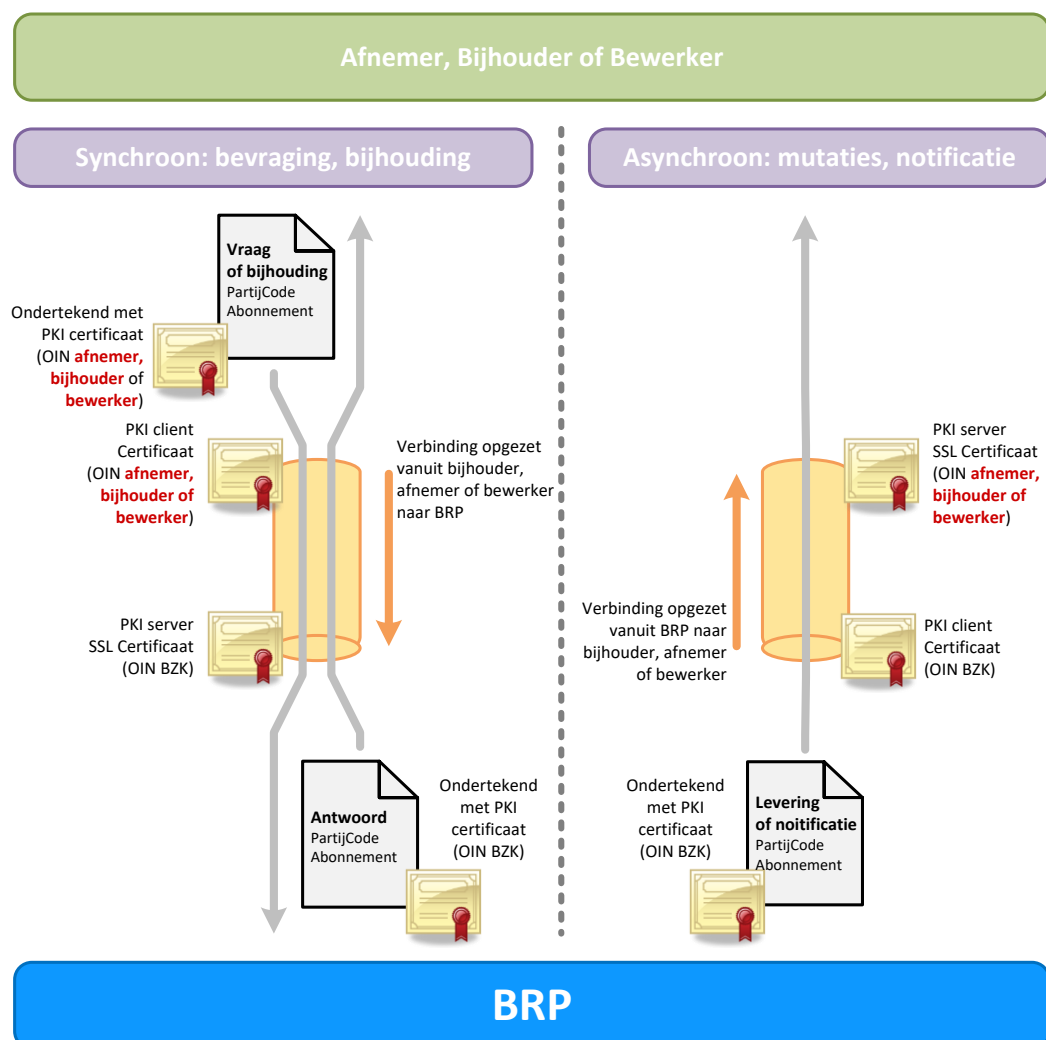 Afnemer, Bijhouder of Bewerker
Synchroon: bevraging, bijhouding
Vraag
of bijhouding
PartijCode
Abonnement
Ondertekend met
PKI certificaat
(OIN afnemer,
bijhouder of
bewerker)
PKI client
Certificaat
(OIN afnemer,
bijhouder of
bewerker)
Verbinding opgezet
vanuit bijhouder,
afnemer of bewerker
naar BRP
PKI server
SSL Certificaat
(OIN BZK)
Antwoord
PartijCode
Abonnement
Ondertekend
met PKI
certificaat
(OIN BZK)
Asynchroon: mutaties, notificatie
PKI server
SSL Certificaat
(OIN afnemer,
bijhouder of
bewerker)
Verbinding opgezet
vanuit BRP naar
bijhouder, afnemer
of bewerker
PKI client
Certificaat
(OIN BZK)
Ondertekend
met PKI
certificaat
(OIN BZK)
Levering
of noitificatie
PartijCode
Abonnement
BRP